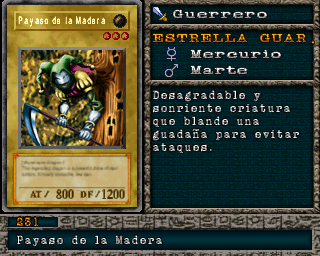 Payaso de la Madera
AT/ 800 DF/1200
Guerrero
ESTRELLA GUAR.
Mercurio
Marte
Desagradable y
sonriente criatura
que blande una
guadaña para evitar
ataques.
231
Payaso de la Madera